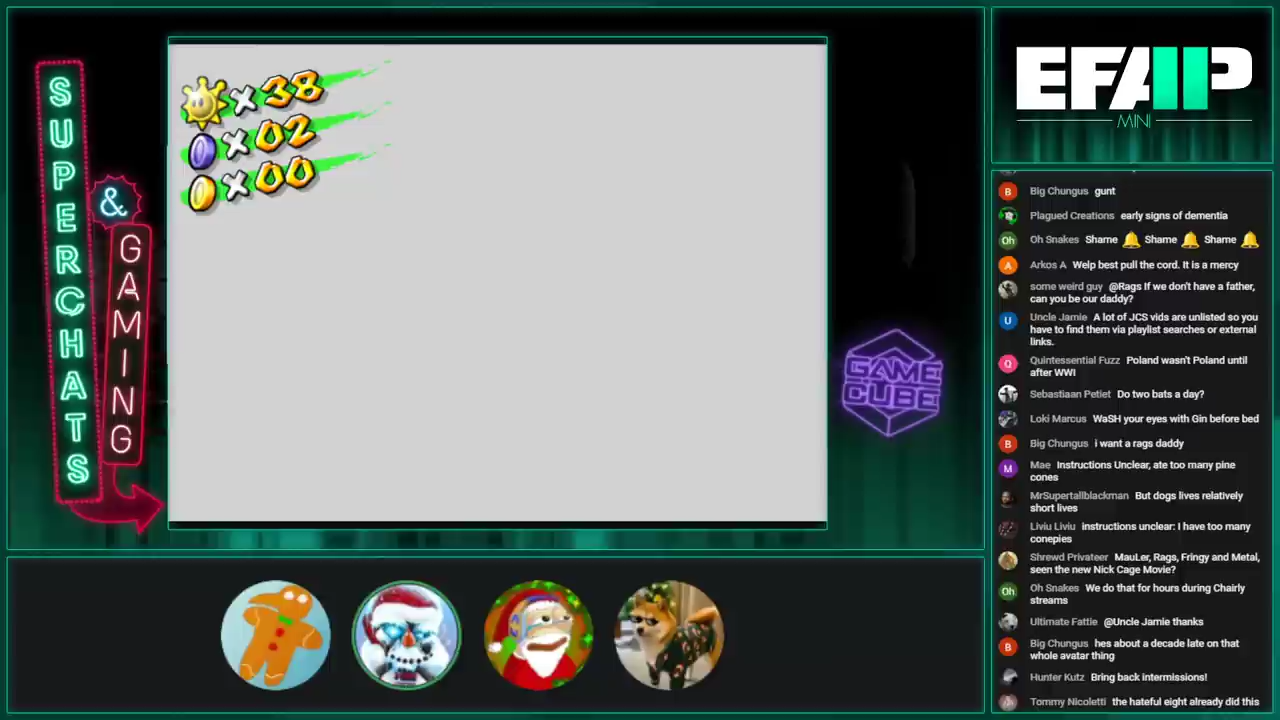 SUPERCHATS
&
GAMING
x38
x02
x00
GAME
CUBE
EFAP
MINI
Big Chungus gunt
Plagued Creations early signs of dementia
Oh Oh Snakes Shame 🔔 Shame 🔔 Shame 🔔
A Arkos A Welp best pull the cord. It is a mercy
some weird guy @Rags If we don't have a father,
can you be our daddy?
U Uncle Jamie A lot of JCS vids are unlisted so you
have to find them via playlist searches or external
links.
Q Quintessential Fuzz Poland wasn't Poland until
after WWI
Sebastiaan Petiet Do two bats a day?
Loki Marcus WaSH your eyes with Gin before bed
B Big Chungus i want a rags daddy
M Mae Instructions Unclear, ate too many pine
cones
MrSupertallblackman But dogs lives relatively
short lives
Liviu Liviu instructions unclear: I have too many
conepies
Shrewd Privateer MauLer, Rags, Fringy and Metal,
seen the new Nick Cage Movie?
Oh Oh Snakes We do that for hours during Chairly
streams
Ultimate Fattie @Uncle Jamie thanks
B Big Chungus hes about a decade late on that
whole avatar thing
Hunter Kutz Bring back intermissions!
Tommy Nicoletti the hateful eight already did this